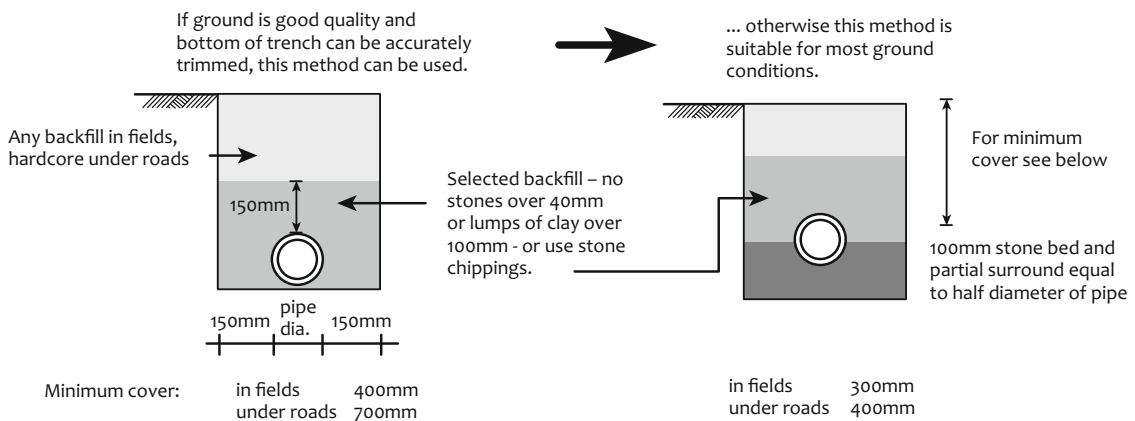 If ground is good quality and
bottom of trench can be accurately
trimmed, this method can be used.
... otherwise this method is
suitable for most ground
conditions.
Any backfill in fields,
hardcore under roads
150mm
Selected backfill – no
stones over 40mm
or lumps of clay over
100mm - or use stone
chippings.
For minimum
cover see below
100mm stone bed and
partial surround equal
to half diameter of pipe
150mm
pipe
dia.
150mm
Minimum cover:
in fields 400mm
under roads 700mm
in fields 300mm
under roads 400mm